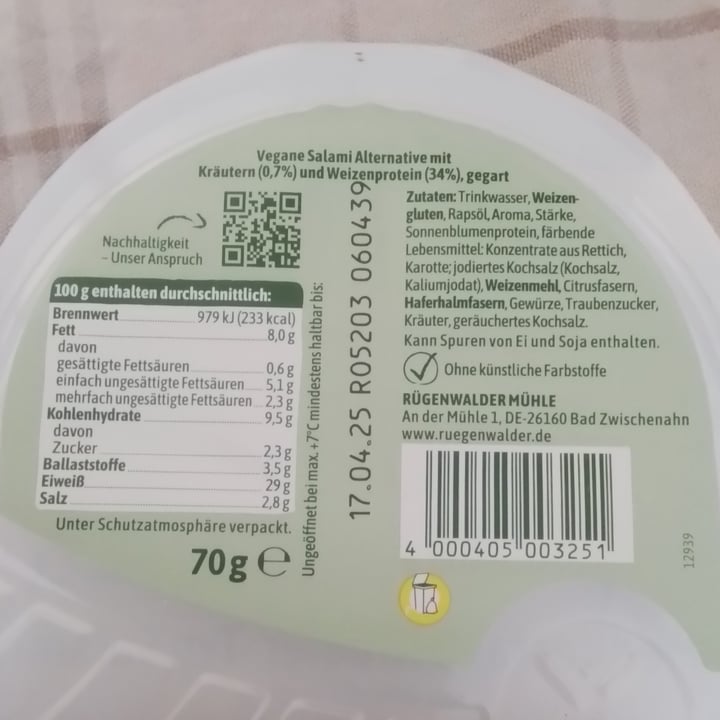 Vegane Salami Alternative mit
Kräutern (0,7%) und Weizenprotein (34%), gegart
Nachhaltigkeit
– Unser Anspruch
100 g enthalten durchschnittlich:
Brennwert 979 kJ (233 kcal)
Fett 8,0 g
davon
gesättigte Fettsäuren 0,6 g
einfach ungesättigte Fettsäuren 5,1 g
mehrfach ungesättigte Fettsäuren 2,3 g
Kohlenhydrate 9,5 g
davon
Zucker 2,3 g
Ballaststoffe 3,5 g
Eiweiß 29 g
Salz 2,8 g
Unter Schutzatmosphäre verpackt.
70 g ℮
Ungeöffnet bei max. +7°C mindestens haltbar bis:
17.04.25 R05203 060439
Zutaten: Trinkwasser, Weizen-
gluten, Rapsöl, Aroma, Stärke,
Sonnenblumenprotein, färbende
Lebensmittel: Konzentrate aus Rettich,
Karotte; jodiertes Kochsalz (Kochsalz,
Kaliumjodat), Weizenmehl, Citrusfasern,
Haferhalmfasern, Gewürze, Traubenzucker,
Kräuter, geräuchertes Kochsalz.
Kann Spuren von Ei und Soja enthalten.
Ohne künstliche Farbstoffe
RÜGENWALDER MÜHLE
An der Mühle 1, DE-26160 Bad Zwischenahn
www.ruegenwalder.de
4 000405 003251
12939